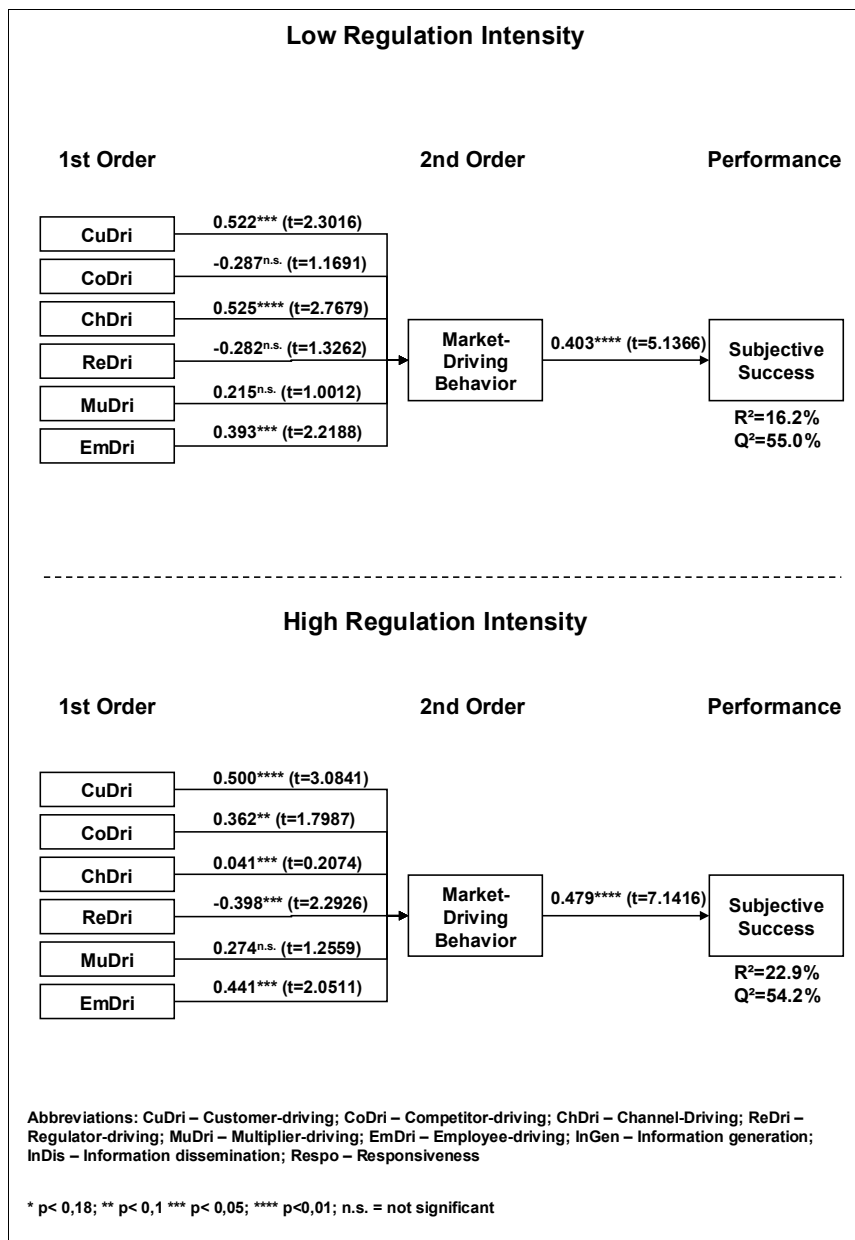 Low Regulation Intensity
1st Order 2nd Order Performance
CuDri 0.522*** (t=2.3016)
CoDri -0.287n.s. (t=1.1691)
ChDri 0.525**** (t=2.7679)
ReDri -0.282n.s. (t=1.3262)
MuDri 0.215n.s. (t=1.0012)
EmDri 0.393*** (t=2.2188)
Market-
Driving
Behavior
0.403**** (t=5.1366)
Subjective
Success
R²=16.2%
Q²=55.0%
High Regulation Intensity
1st Order 2nd Order Performance
CuDri 0.500**** (t=3.0841)
CoDri 0.362** (t=1.7987)
ChDri 0.041*** (t=0.2074)
ReDri -0.398*** (t=2.2926)
MuDri 0.274n.s. (t=1.2559)
EmDri 0.441*** (t=2.0511)
Market-
Driving
Behavior
0.479**** (t=7.1416)
Subjective
Success
R²=22.9%
Q²=54.2%
Abbreviations: CuDri – Customer-driving; CoDri – Competitor-driving; ChDri – Channel-Driving; ReDri –
Regulator-driving; MuDri – Multiplier-driving; EmDri – Employee-driving; InGen – Information generation;
InDis – Information dissemination; Respo – Responsiveness
* p< 0,18; ** p< 0,1 *** p< 0,05; **** p<0,01; n.s. = not significant